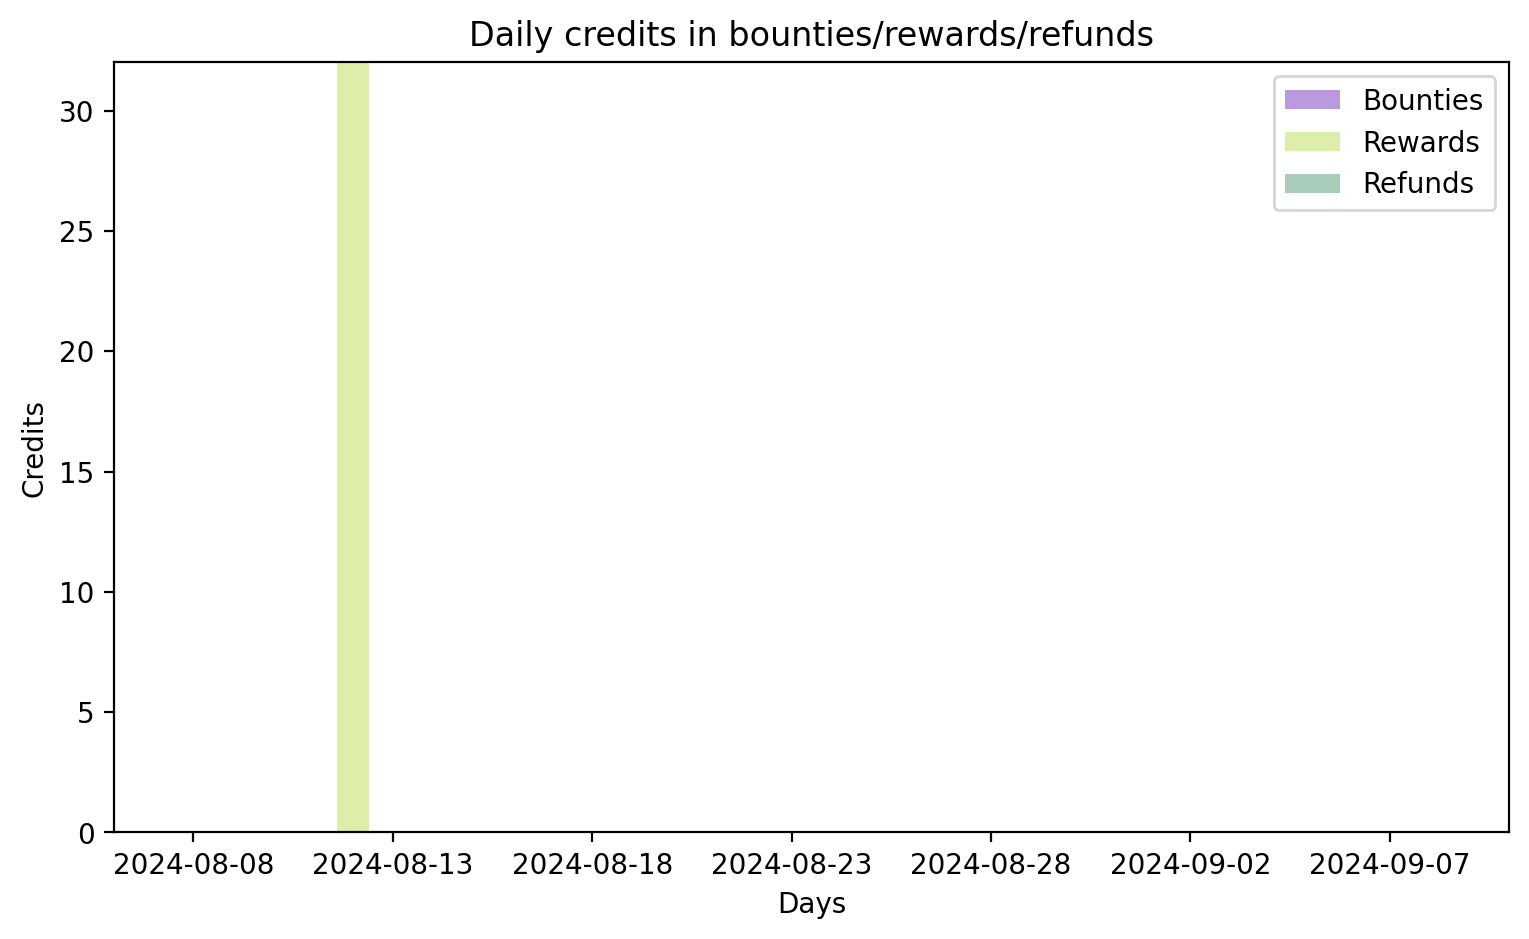 Daily credits in bounties/rewards/refunds
Bounties
Rewards
Refunds
30
25
20
15
10
5
0
Credits
2024-08-08 2024-08-13 2024-08-18 2024-08-23 2024-08-28 2024-09-02 2024-09-07
Days